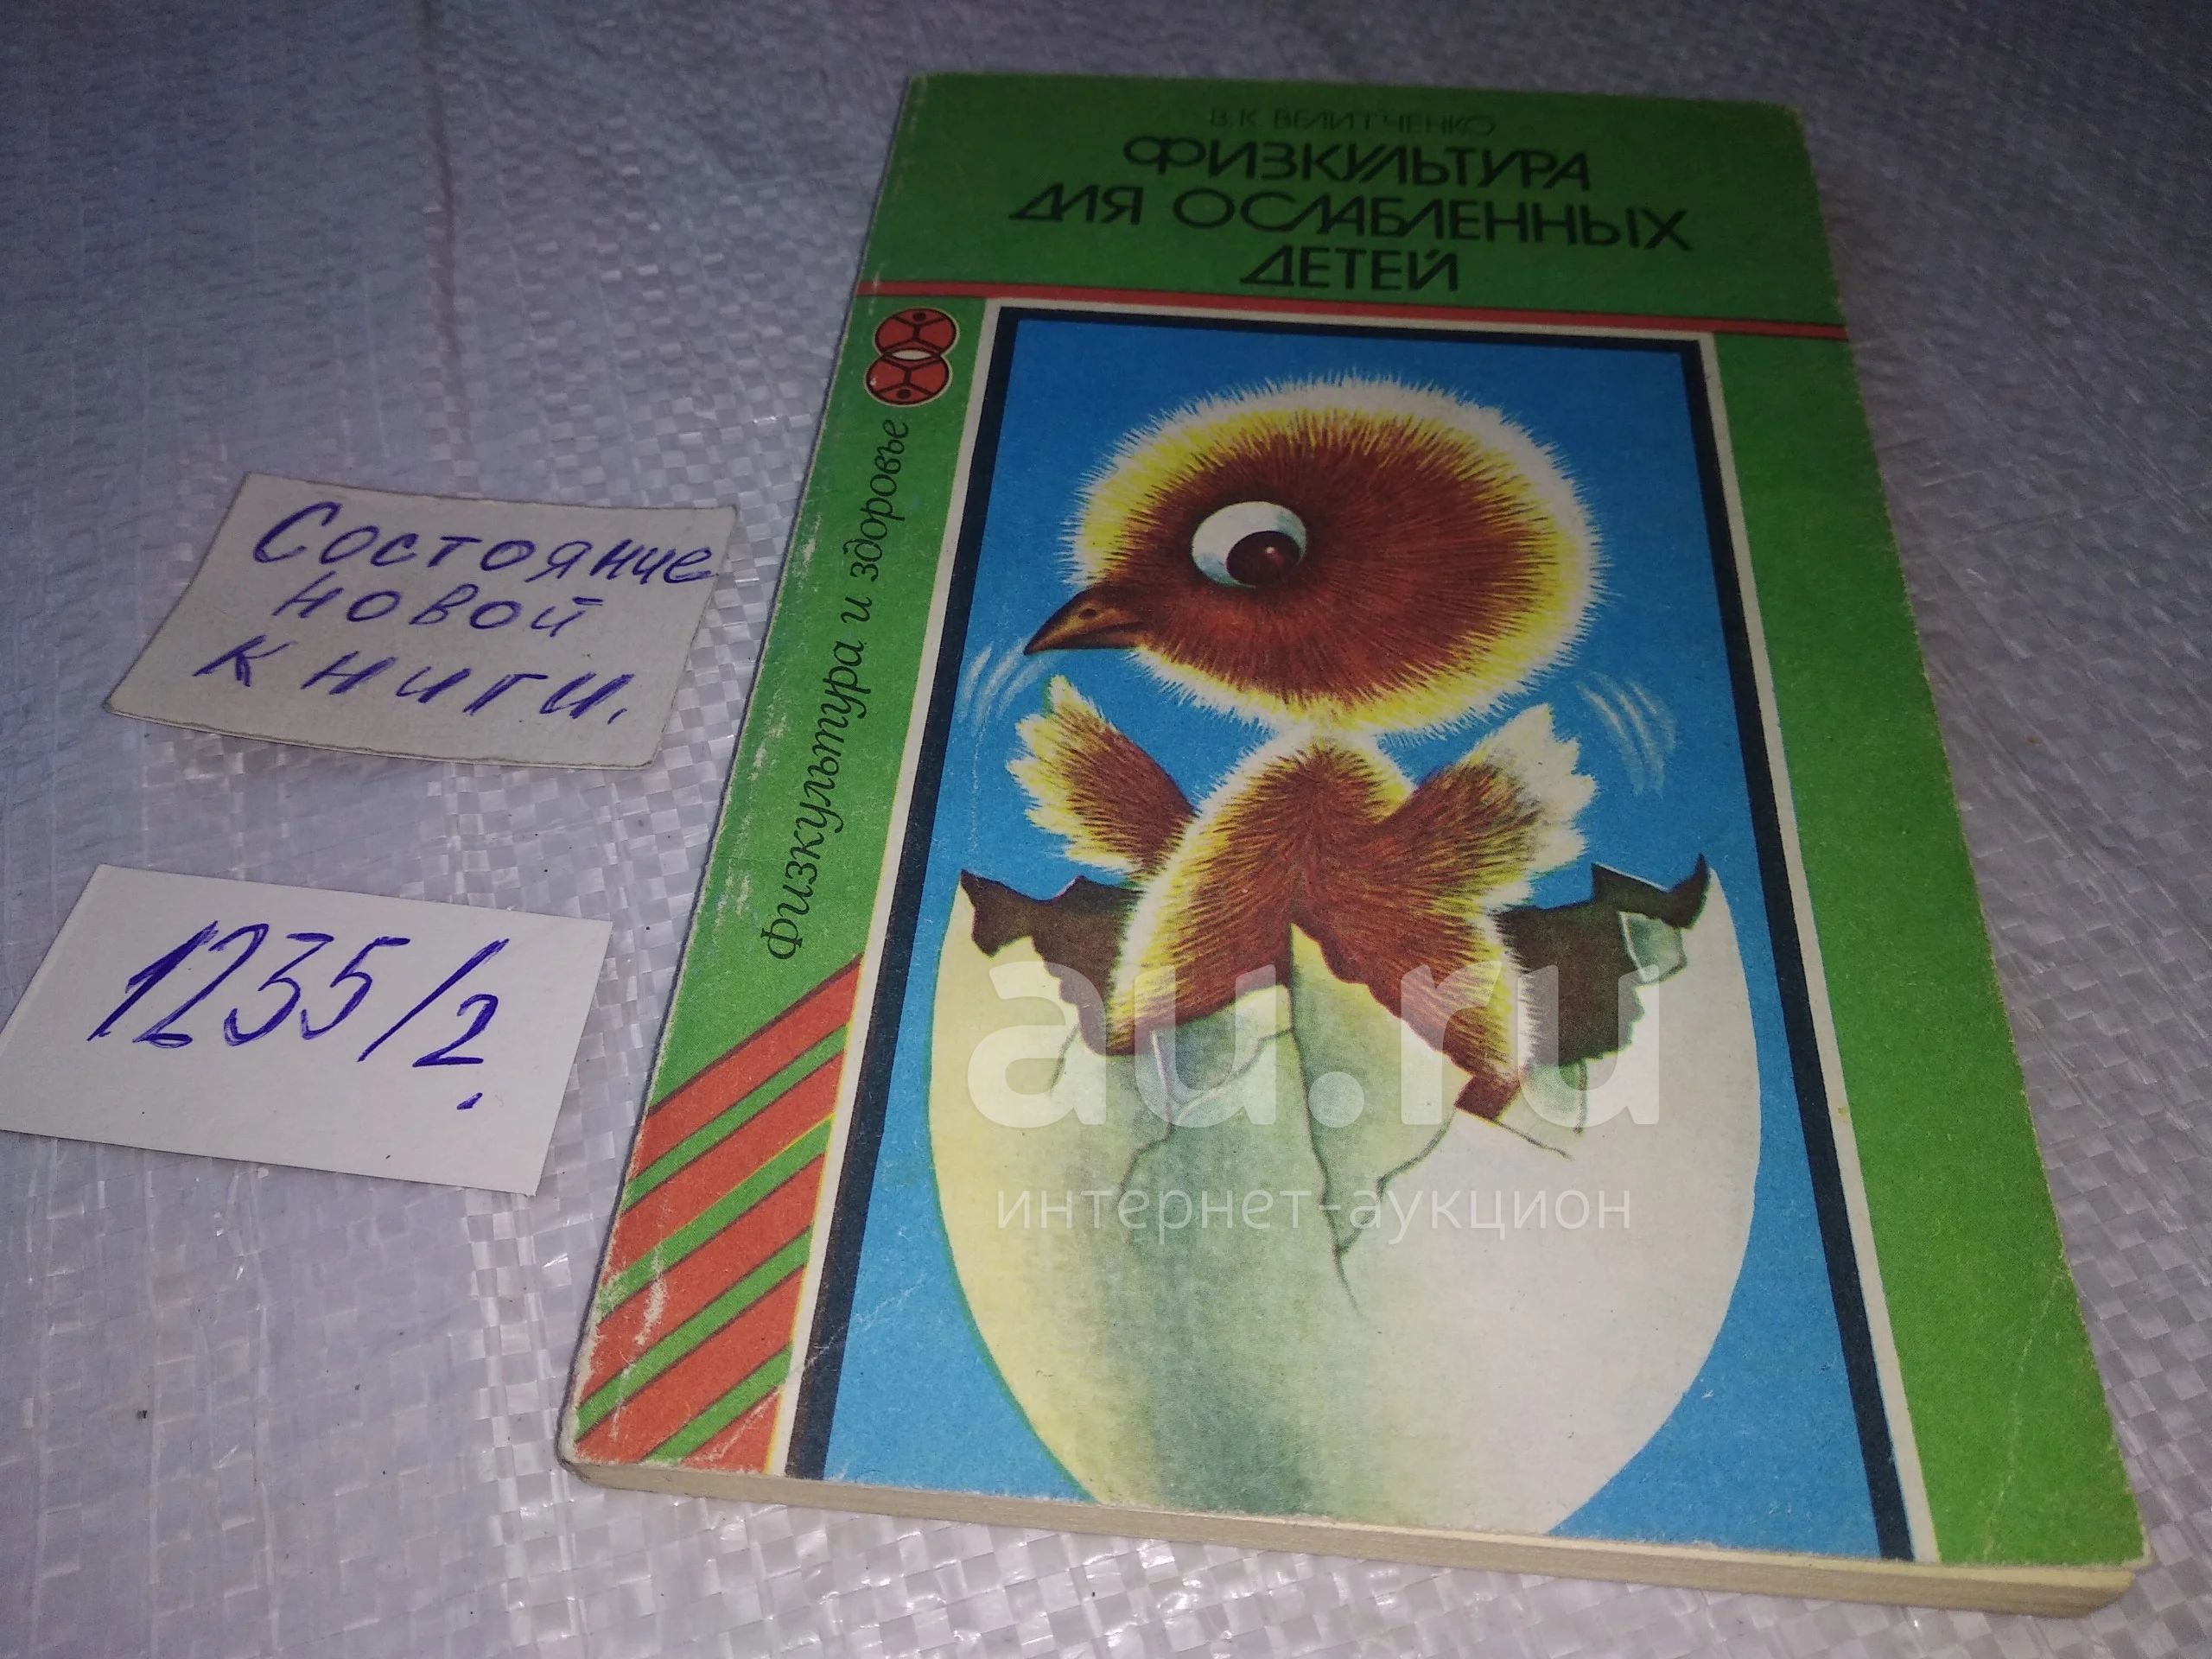 В.К. ВЕЛИТЧЕНКО
ФИЗКУЛЬТУРА
ДЛЯ ОСЛАБЛЕННЫХ
ДЕТЕЙ
Физкультура и здоровье
Состояние
новой
книги.
1235/2.
au.ru
интернет-аукцион